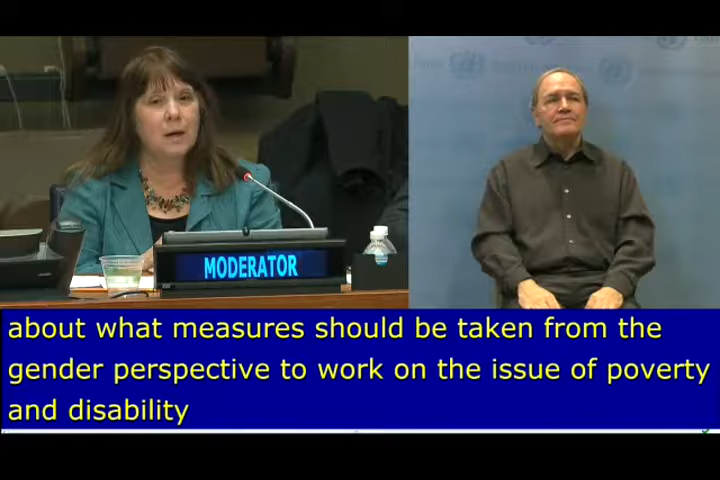 MODERATOR
about what measures should be taken from the
gender perspective to work on the issue of poverty
and disability